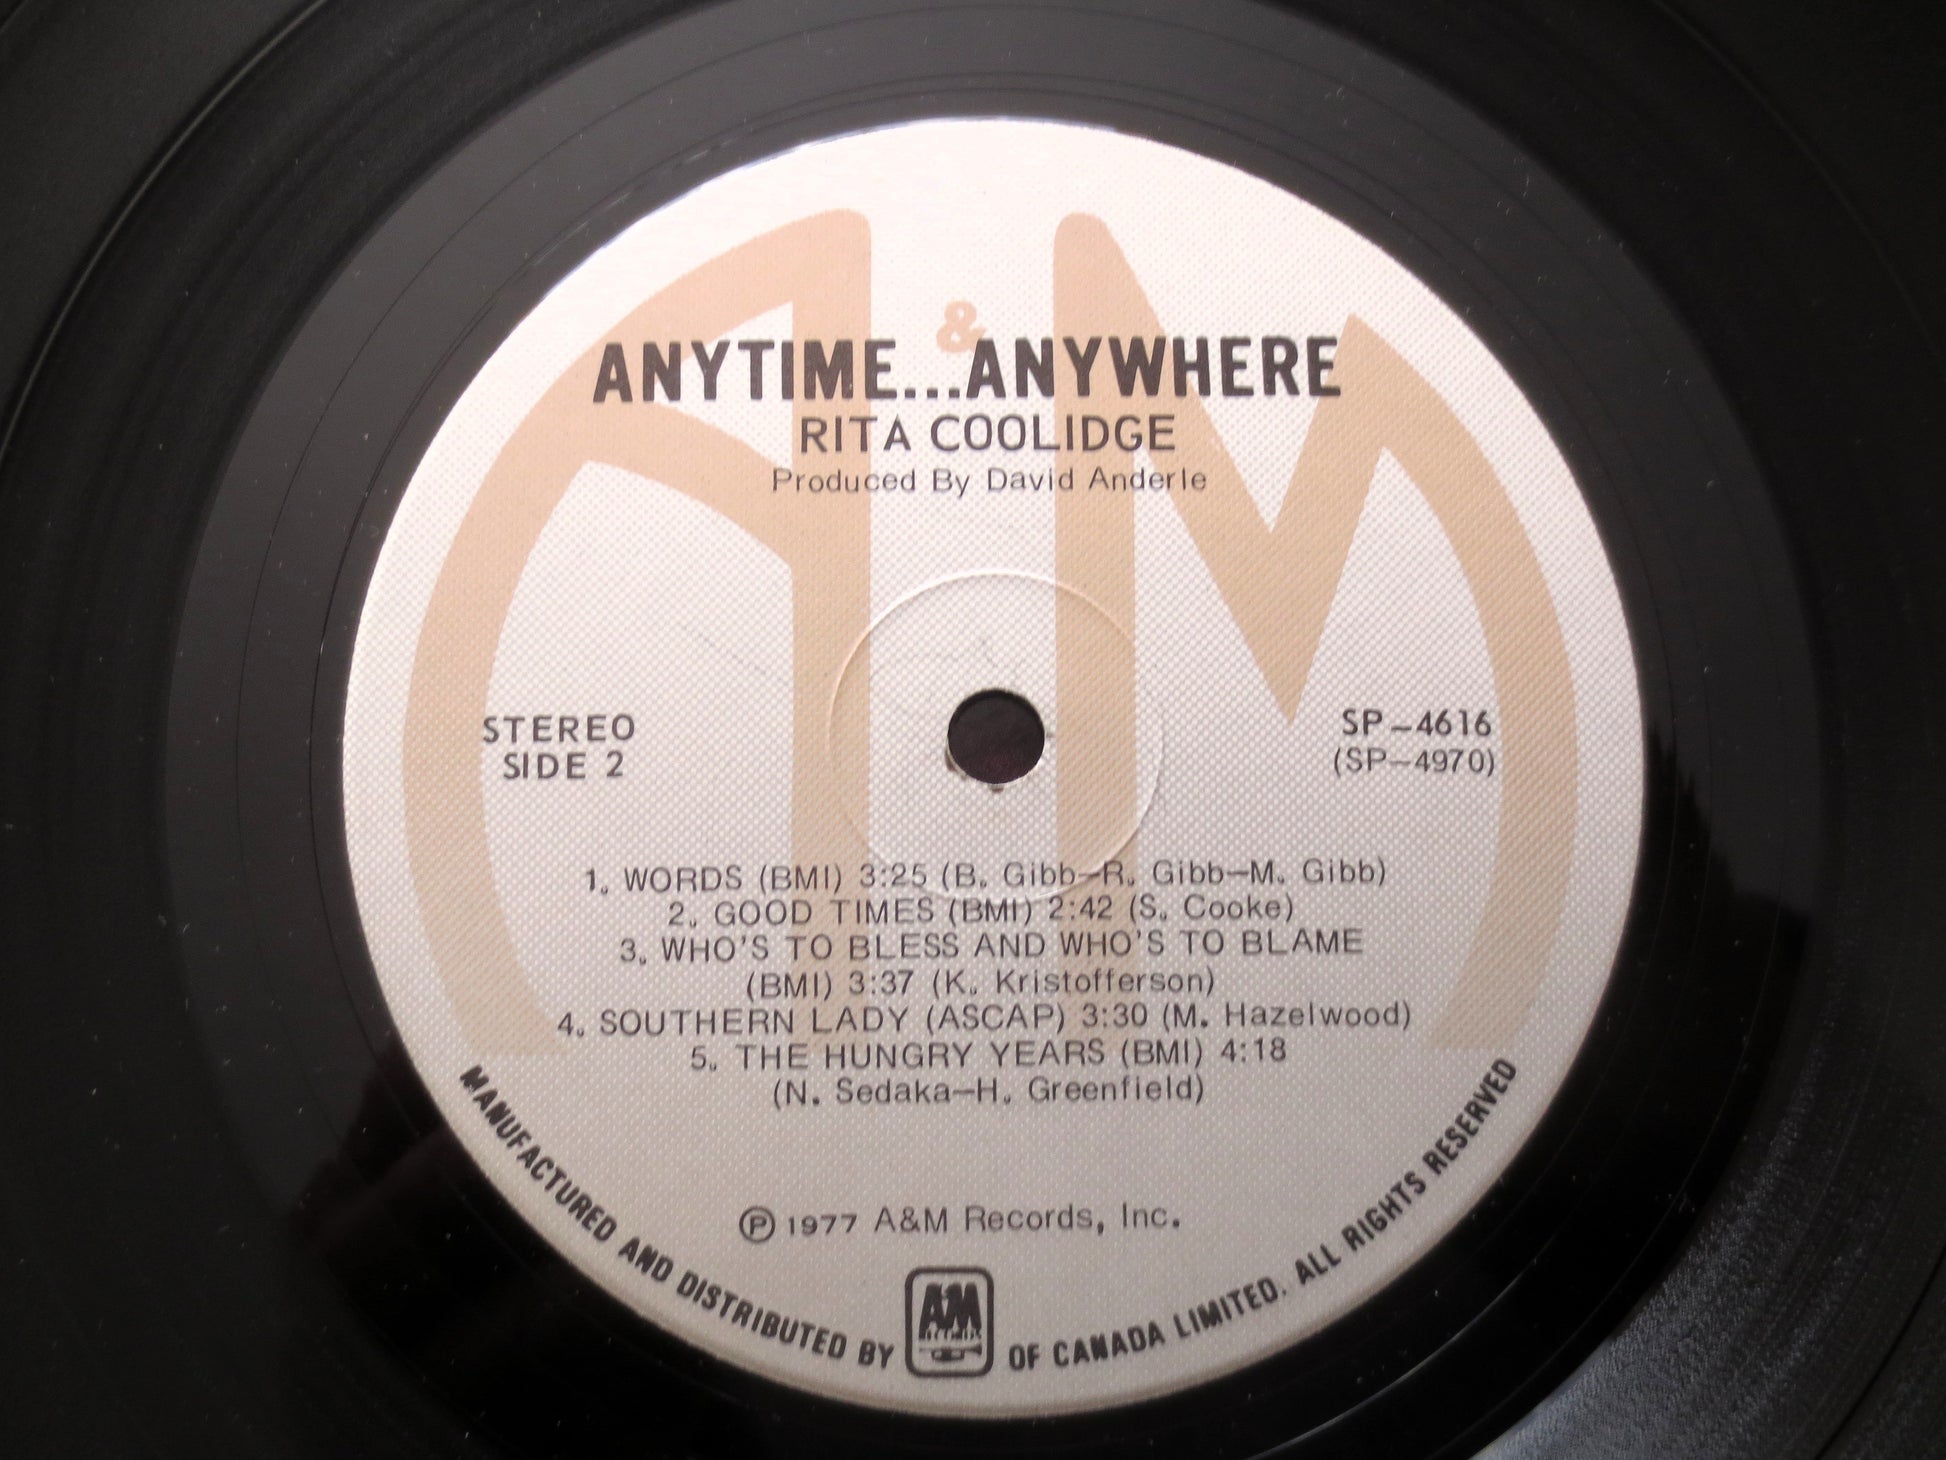 &
ANYTIME...ANYWHERE
RITA COOLIDGE
Produced By David Anderle
STEREO
SIDE 2
SP-4616
(SP-4970)
1. WORDS (BMI) 3:25 (B. Gibb-R. Gibb-M. Gibb)
2. GOOD TIMES (BMI) 2:42 (S. Cooke)
3. WHO'S TO BLESS AND WHO'S TO BLAME
(BMI) 3:37 (K. Kristofferson)
4. SOUTHERN LADY (ASCAP) 3:30 (M. Hazelwood)
5. THE HUNGRY YEARS (BMI) 4:18
(N. Sedaka-H. Greenfield)
℗ 1977 A&M Records, Inc.
MANUFACTURED AND DISTRIBUTED BY A&M RECORDS OF CANADA LIMITED. ALL RIGHTS RESERVED